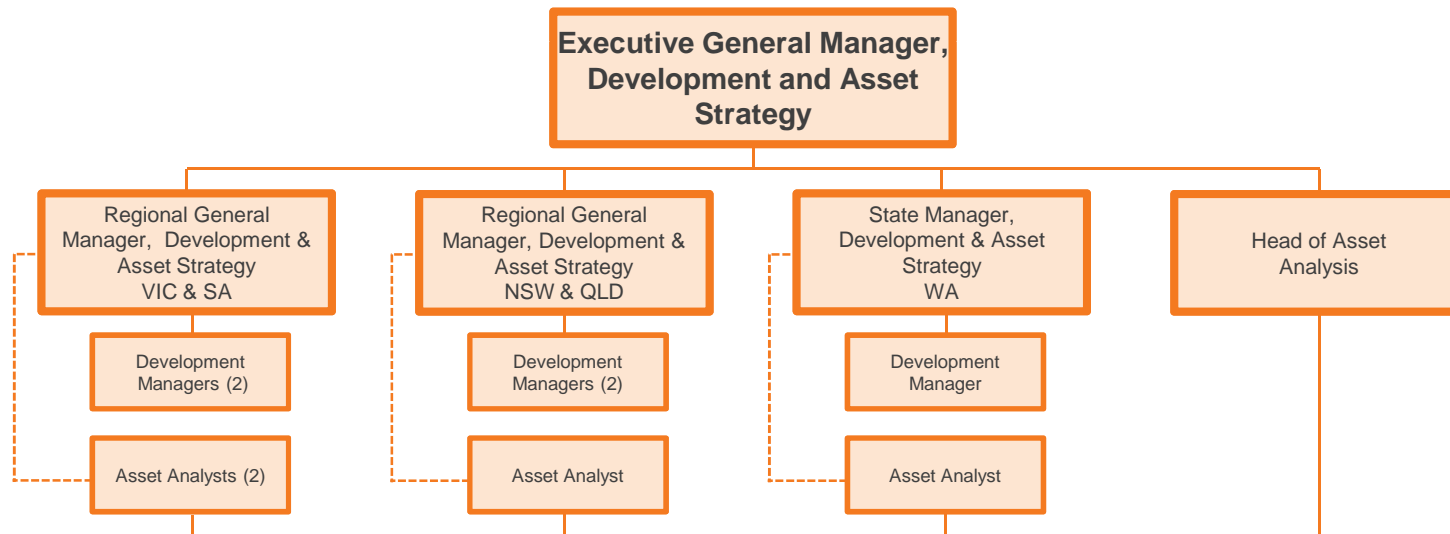 Executive General Manager,
Development and Asset
Strategy
Regional General
Manager, Development &
Asset Strategy
VIC & SA
Regional General
Manager, Development &
Asset Strategy
NSW & QLD
State Manager,
Development & Asset
Strategy
WA
Head of Asset
Analysis
Development
Managers (2)
Development
Managers (2)
Development
Manager
Asset Analysts (2)
Asset Analyst
Asset Analyst